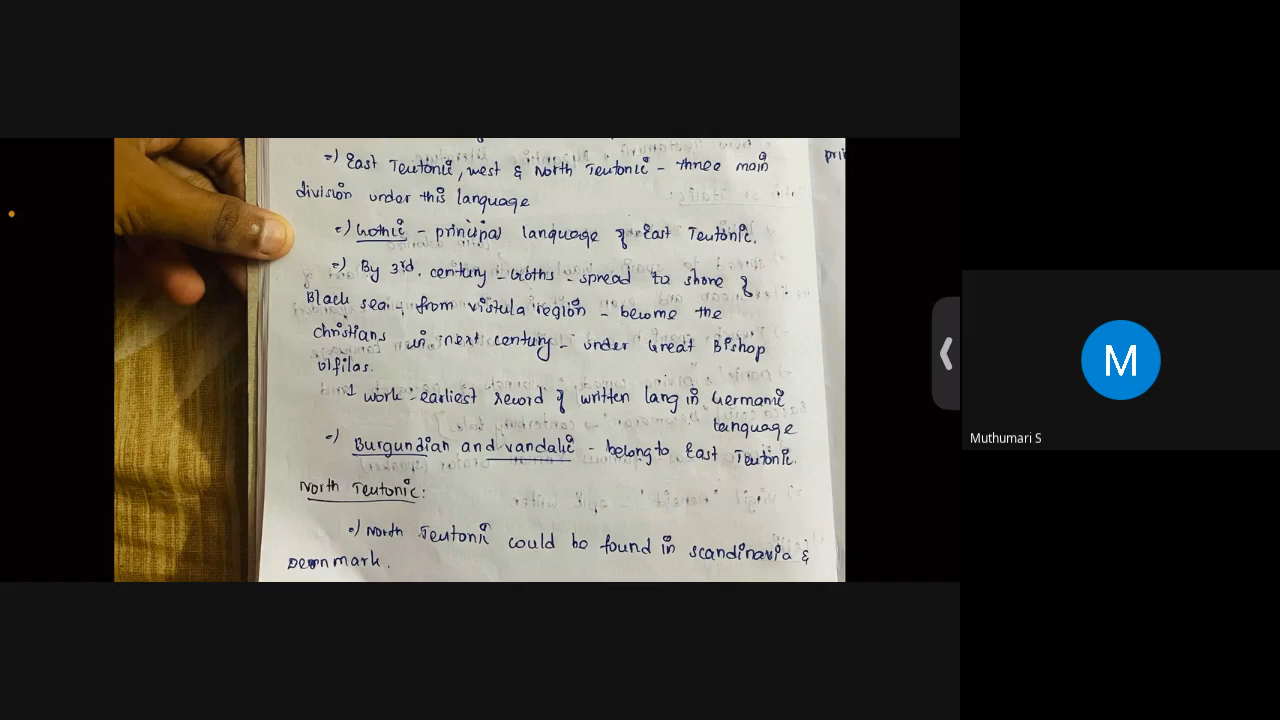 =) East Teutonic, west & North Teutonic - three main
division under this language
=) Gothic - principal language of East Teutonic.
=) By 3rd. century - Goths - spread to shore of
Black sea - from vistula region - become the
christians in next century - under Great Bishop
Ulfilas.
1 work - earliest record of written lang in Germanic
language
=) Burgundian and vandalic - belong to East Teutonic.
North Teutonic:
=) North Teutonic could be found in scandinavia &
Denmark.
pri
M
Muthumari S